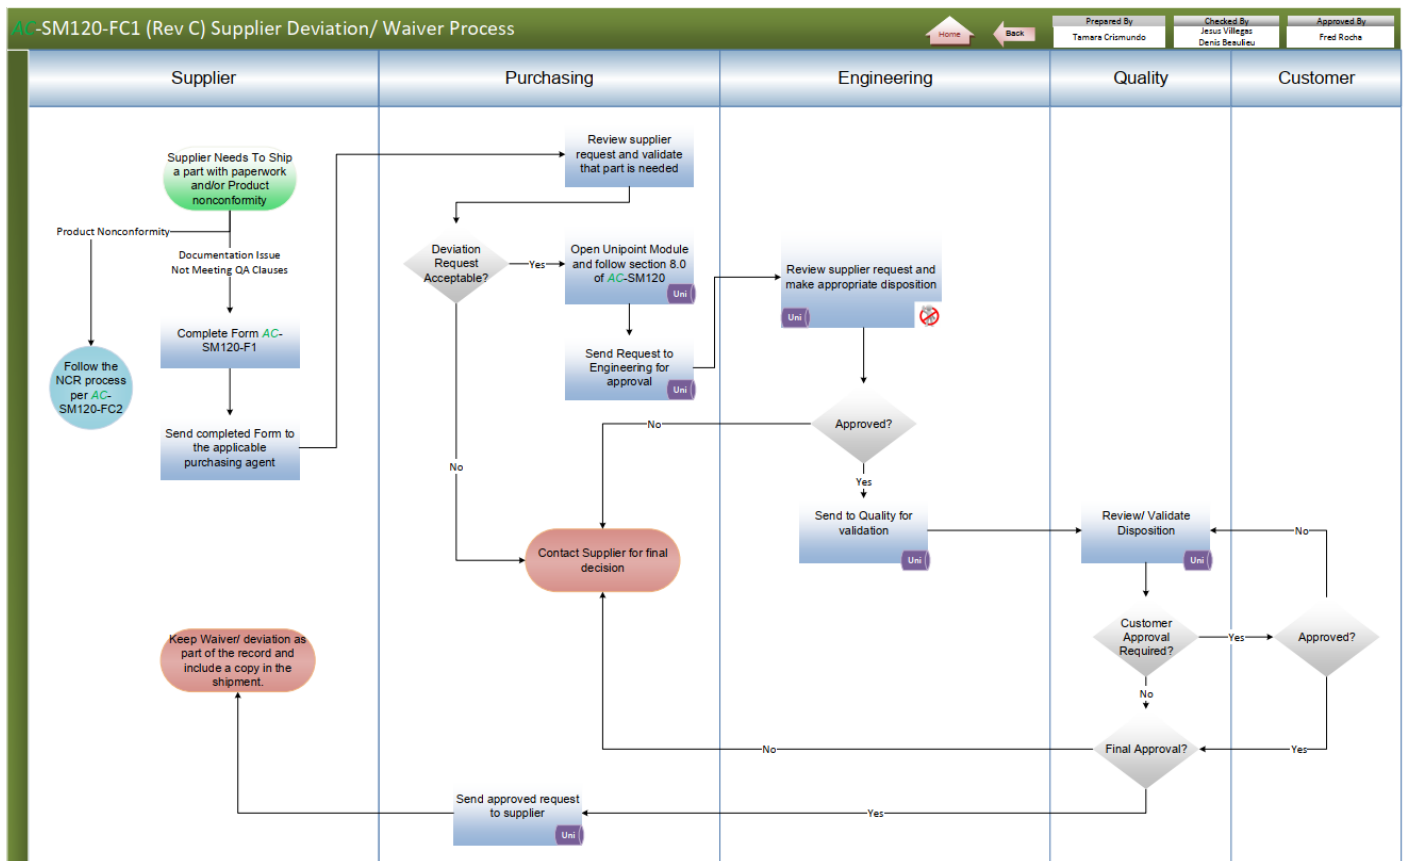 AC-SM120-FC1 (Rev C) Supplier Deviation/ Waiver Process
Home
Back
Prepared By
Tamara Crismundo
Checked By
Jesus Villegas
Denis Beaulieu
Approved By
Fred Rocha
Supplier
Purchasing
Engineering
Quality
Customer
Supplier Needs To Ship
a part with paperwork
and/or Product
nonconformity
Product Nonconformity
Documentation Issue
Not Meeting QA Clauses
Follow the
NCR process
per AC-
SM120-FC2
Complete Form AC-
SM120-F1
Send completed Form to
the applicable
purchasing agent
Review supplier
request and validate
that part is needed
Deviation
Request
Acceptable?
Yes
No
Open Unipoint Module
and follow section 8.0
of AC-SM120
Uni
Send Request to
Engineering for
approval
Uni
Review supplier request and
make appropriate disposition
Uni
Approved?
No
Yes
Send to Quality for
validation
Uni
Contact Supplier for final
decision
Review/ Validate
Disposition
Uni
Customer
Approval
Required?
Yes
No
Approved?
No
Yes
Final Approval?
No
Yes
Send approved request
to supplier
Uni
Keep Waiver/ deviation as
part of the record and
include a copy in the
shipment.